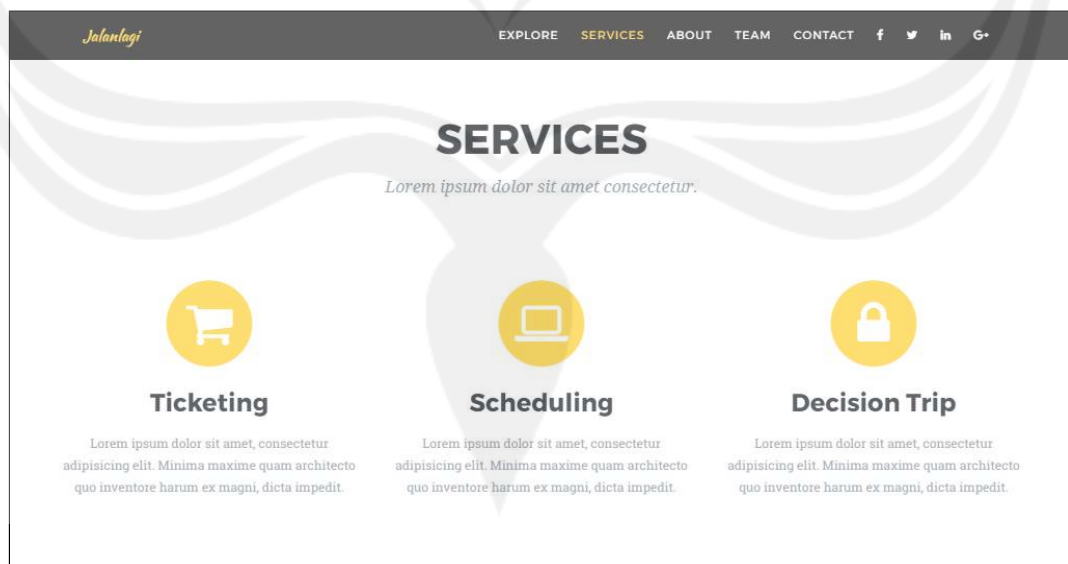 Jalanlagi
EXPLORE SERVICES ABOUT TEAM CONTACT f in G+
SERVICES
Lorem ipsum dolor sit amet consectetur.
Ticketing
Scheduling
Decision Trip
Lorem ipsum dolor sit amet, consectetur
adipisicing elit. Minima maxime quam architecto
quo inventore harum ex magni, dicta impedit.
Lorem ipsum dolor sit amet, consectetur
adipisicing elit. Minima maxime quam architecto
quo inventore harum ex magni, dicta impedit.
Lorem ipsum dolor sit amet, consectetur
adipisicing elit. Minima maxime quam architecto
quo inventore harum ex magni, dicta impedit.